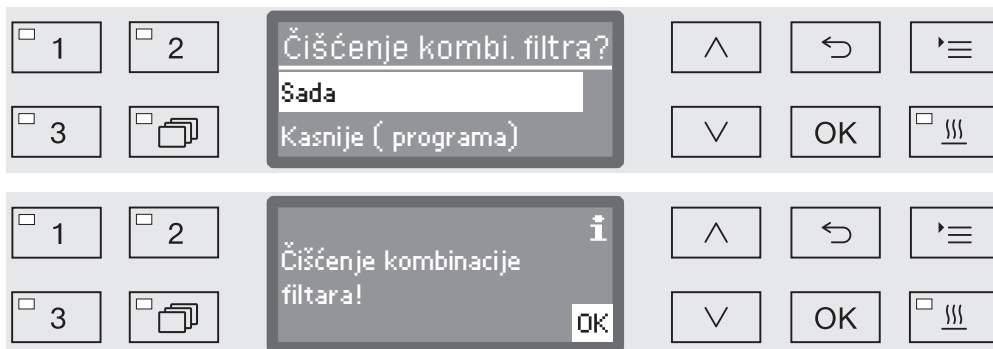 1
2
3
Čišćenje kombi. filtra?
Sada
Kasnije ( programa)
OK
1
2
3
Čišćenje kombinacije
filtara!
i
OK
OK